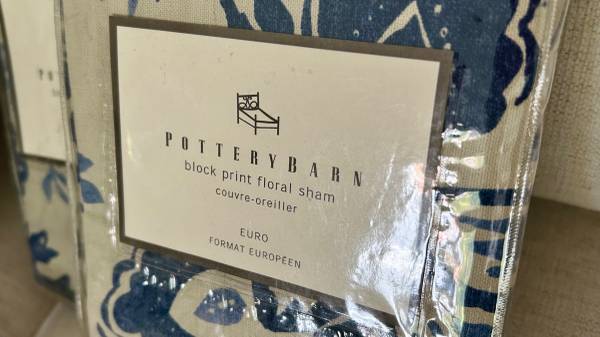 POTTERYBARN
block print floral sham
couvre-oreiller
EURO
FORMAT EUROPÉEN
P O